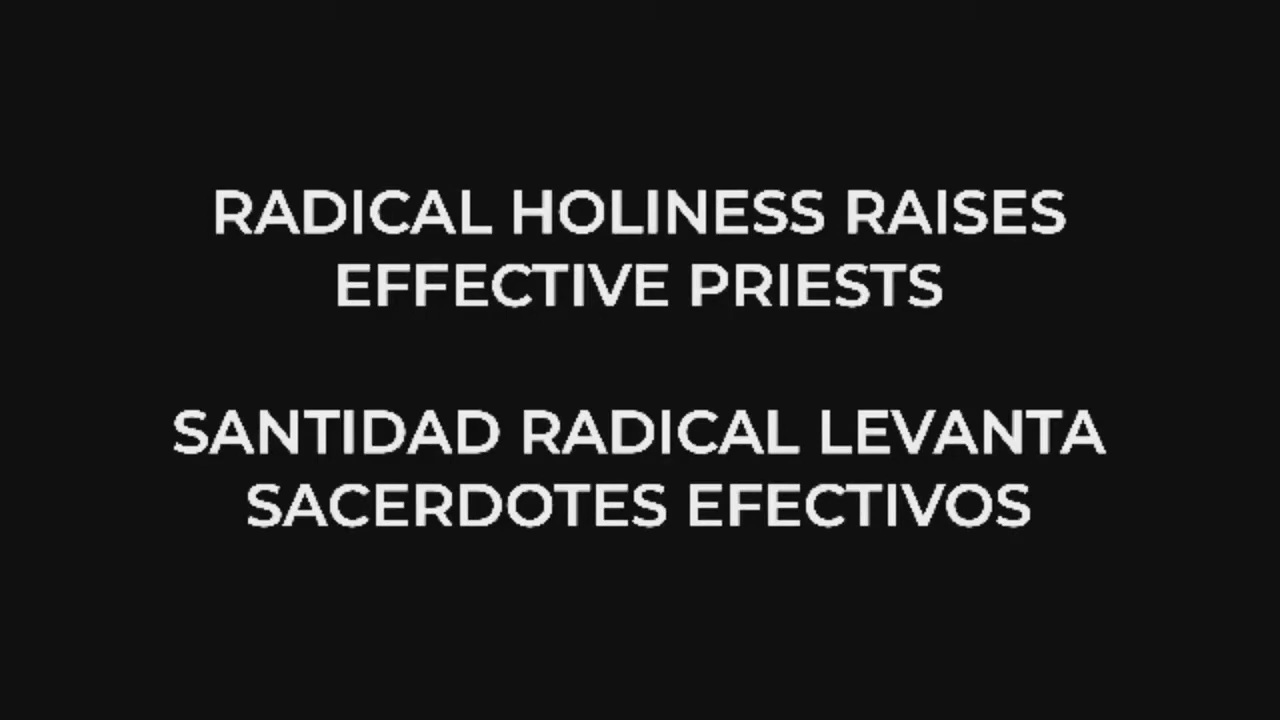 RADICAL HOLINESS RAISES
EFFECTIVE PRIESTS
SANTIDAD RADICAL LEVANTA
SACERDOTES EFECTIVOS